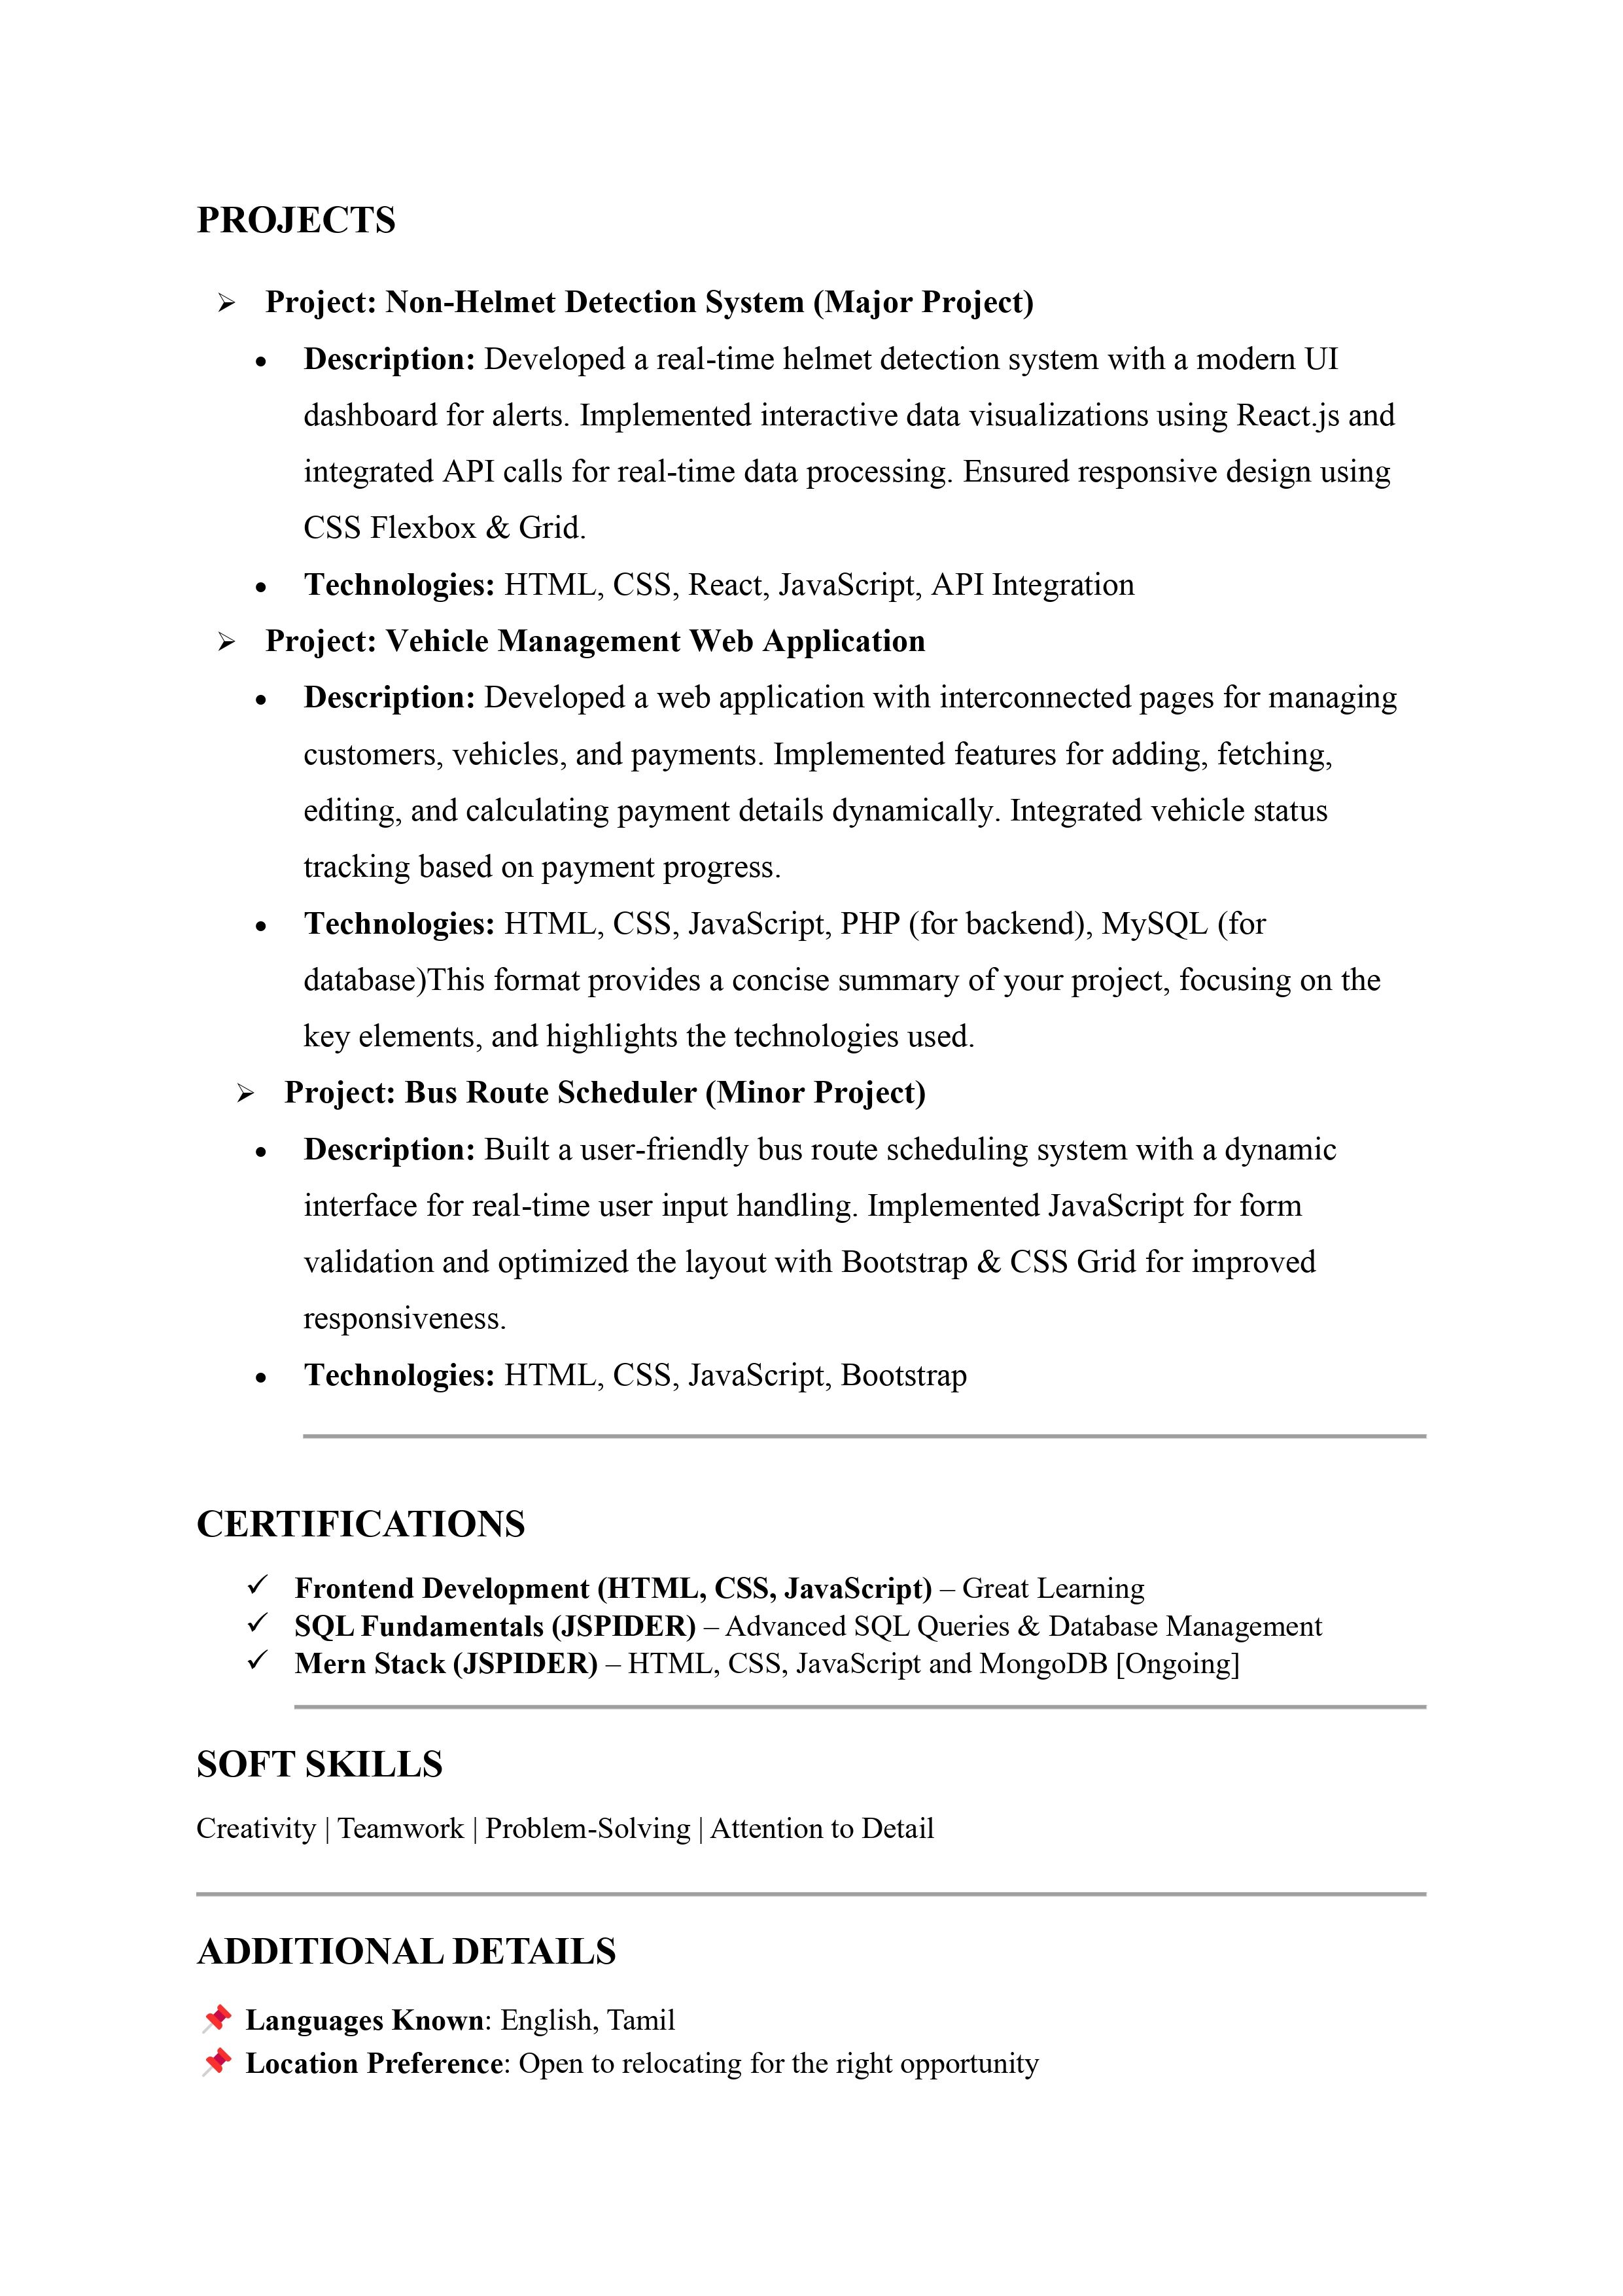 PROJECTS
➢ Project: Non-Helmet Detection System (Major Project)
• Description: Developed a real-time helmet detection system with a modern UI
dashboard for alerts. Implemented interactive data visualizations using React.js and
integrated API calls for real-time data processing. Ensured responsive design using
CSS Flexbox & Grid.
• Technologies: HTML, CSS, React, JavaScript, API Integration
➢ Project: Vehicle Management Web Application
• Description: Developed a web application with interconnected pages for managing
customers, vehicles, and payments. Implemented features for adding, fetching,
editing, and calculating payment details dynamically. Integrated vehicle status
tracking based on payment progress.
• Technologies: HTML, CSS, JavaScript, PHP (for backend), MySQL (for
database)This format provides a concise summary of your project, focusing on the
key elements, and highlights the technologies used.
➢ Project: Bus Route Scheduler (Minor Project)
• Description: Built a user-friendly bus route scheduling system with a dynamic
interface for real-time user input handling. Implemented JavaScript for form
validation and optimized the layout with Bootstrap & CSS Grid for improved
responsiveness.
• Technologies: HTML, CSS, JavaScript, Bootstrap
CERTIFICATIONS
✓ Frontend Development (HTML, CSS, JavaScript) – Great Learning
✓ SQL Fundamentals (JSPIDER) – Advanced SQL Queries & Database Management
✓ Mern Stack (JSPIDER) – HTML, CSS, JavaScript and MongoDB [Ongoing]
SOFT SKILLS
Creativity | Teamwork | Problem-Solving | Attention to Detail
ADDITIONAL DETAILS
📌 Languages Known: English, Tamil
📌 Location Preference: Open to relocating for the right opportunity